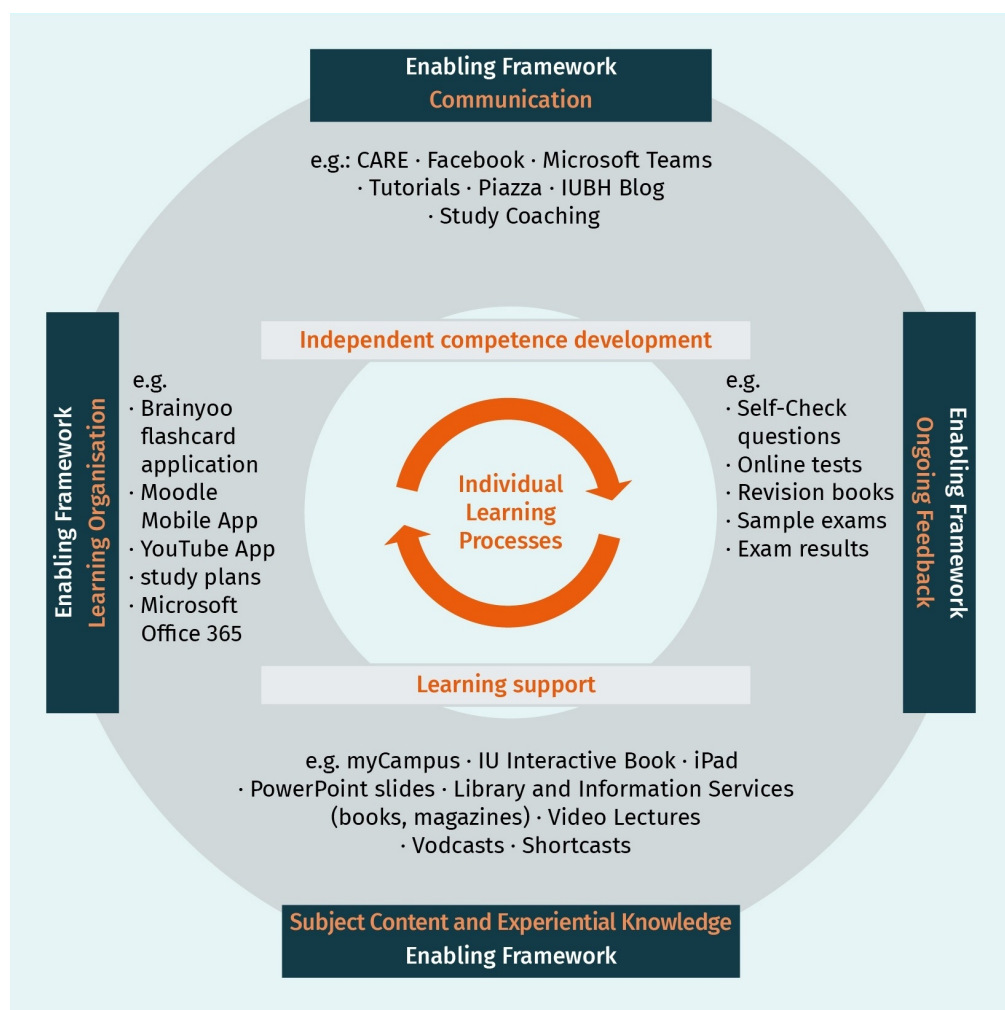 Enabling Framework
Communication
e.g.: CARE · Facebook · Microsoft Teams
· Tutorials · Piazza · IUBH Blog
· Study Coaching
Enabling Framework
Learning Organisation
e.g.
· Brainyoo
flashcard
application
· Moodle
Mobile App
· YouTube App
· study plans
· Microsoft
Office 365
Independent competence development
Individual
Learning
Processes
Learning support
e.g.
· Self-Check
questions
· Online tests
· Revision books
· Sample exams
· Exam results
Enabling Framework
Ongoing Feedback
e.g. myCampus · IU Interactive Book · iPad
· PowerPoint slides · Library and Information Services
(books, magazines) · Video Lectures
· Vodcasts · Shortcasts
Subject Content and Experiential Knowledge
Enabling Framework